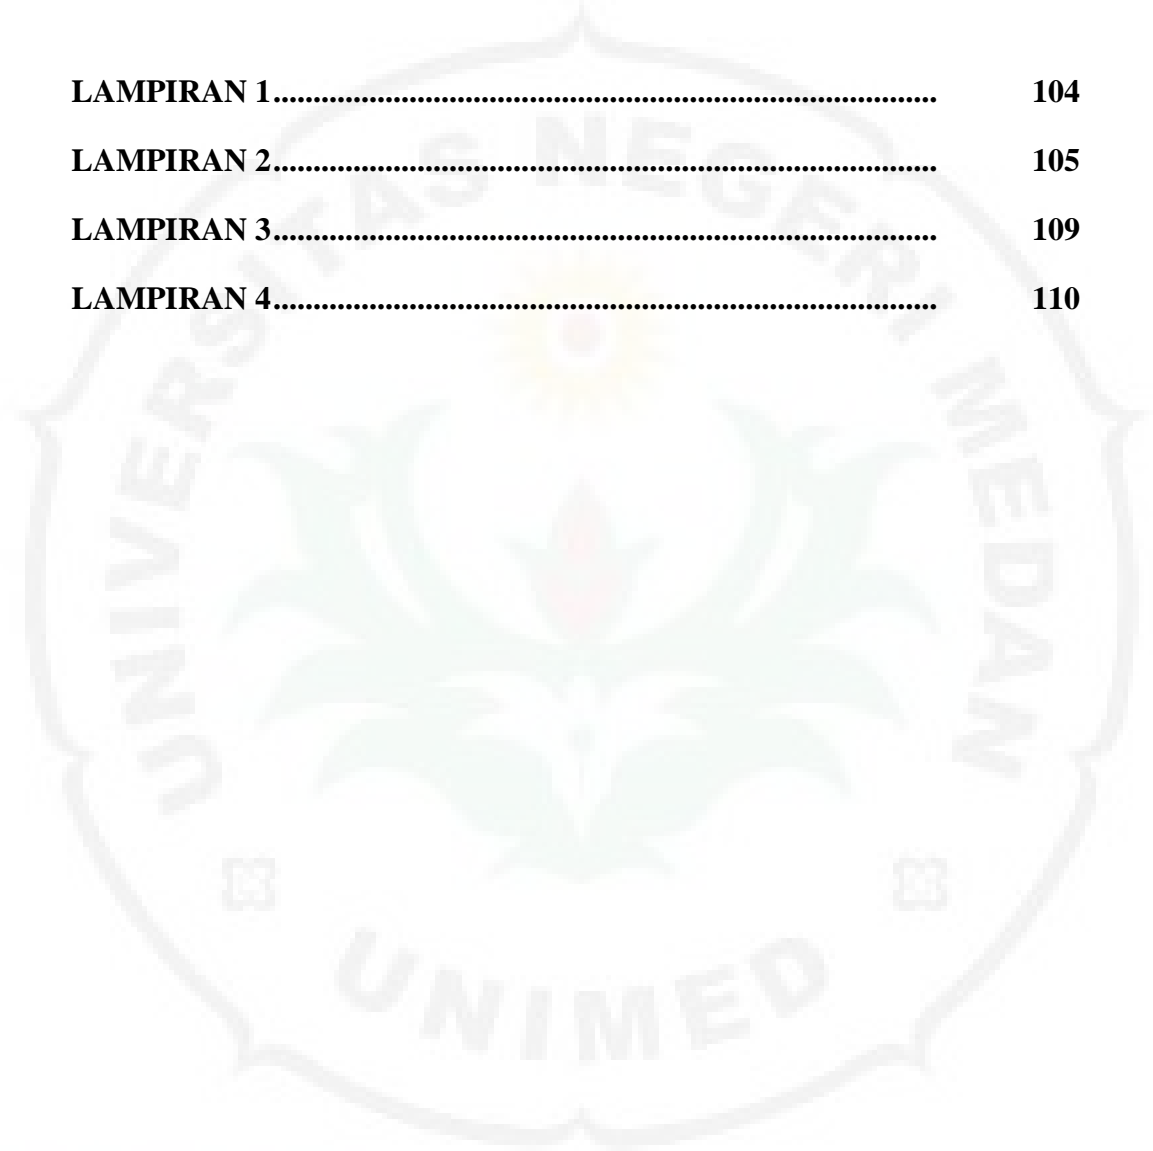 LAMPIRAN 1................................................................................... 104
LAMPIRAN 2................................................................................... 105
LAMPIRAN 3................................................................................... 109
LAMPIRAN 4................................................................................... 110
UNIVERSITAS NEGERI MEDAN
UNIMED